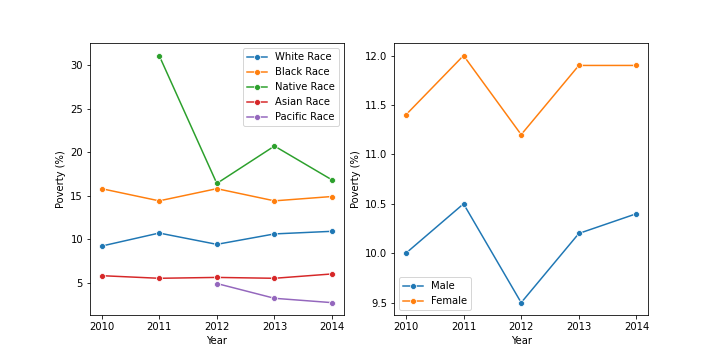 30
25
20
15
10
5
Poverty (%)
2010 2011 2012 2013 2014
Year
White Race
Black Race
Native Race
Asian Race
Pacific Race
12.0
11.5
11.0
10.5
10.0
9.5
Poverty (%)
2010 2011 2012 2013 2014
Year
Male
Female